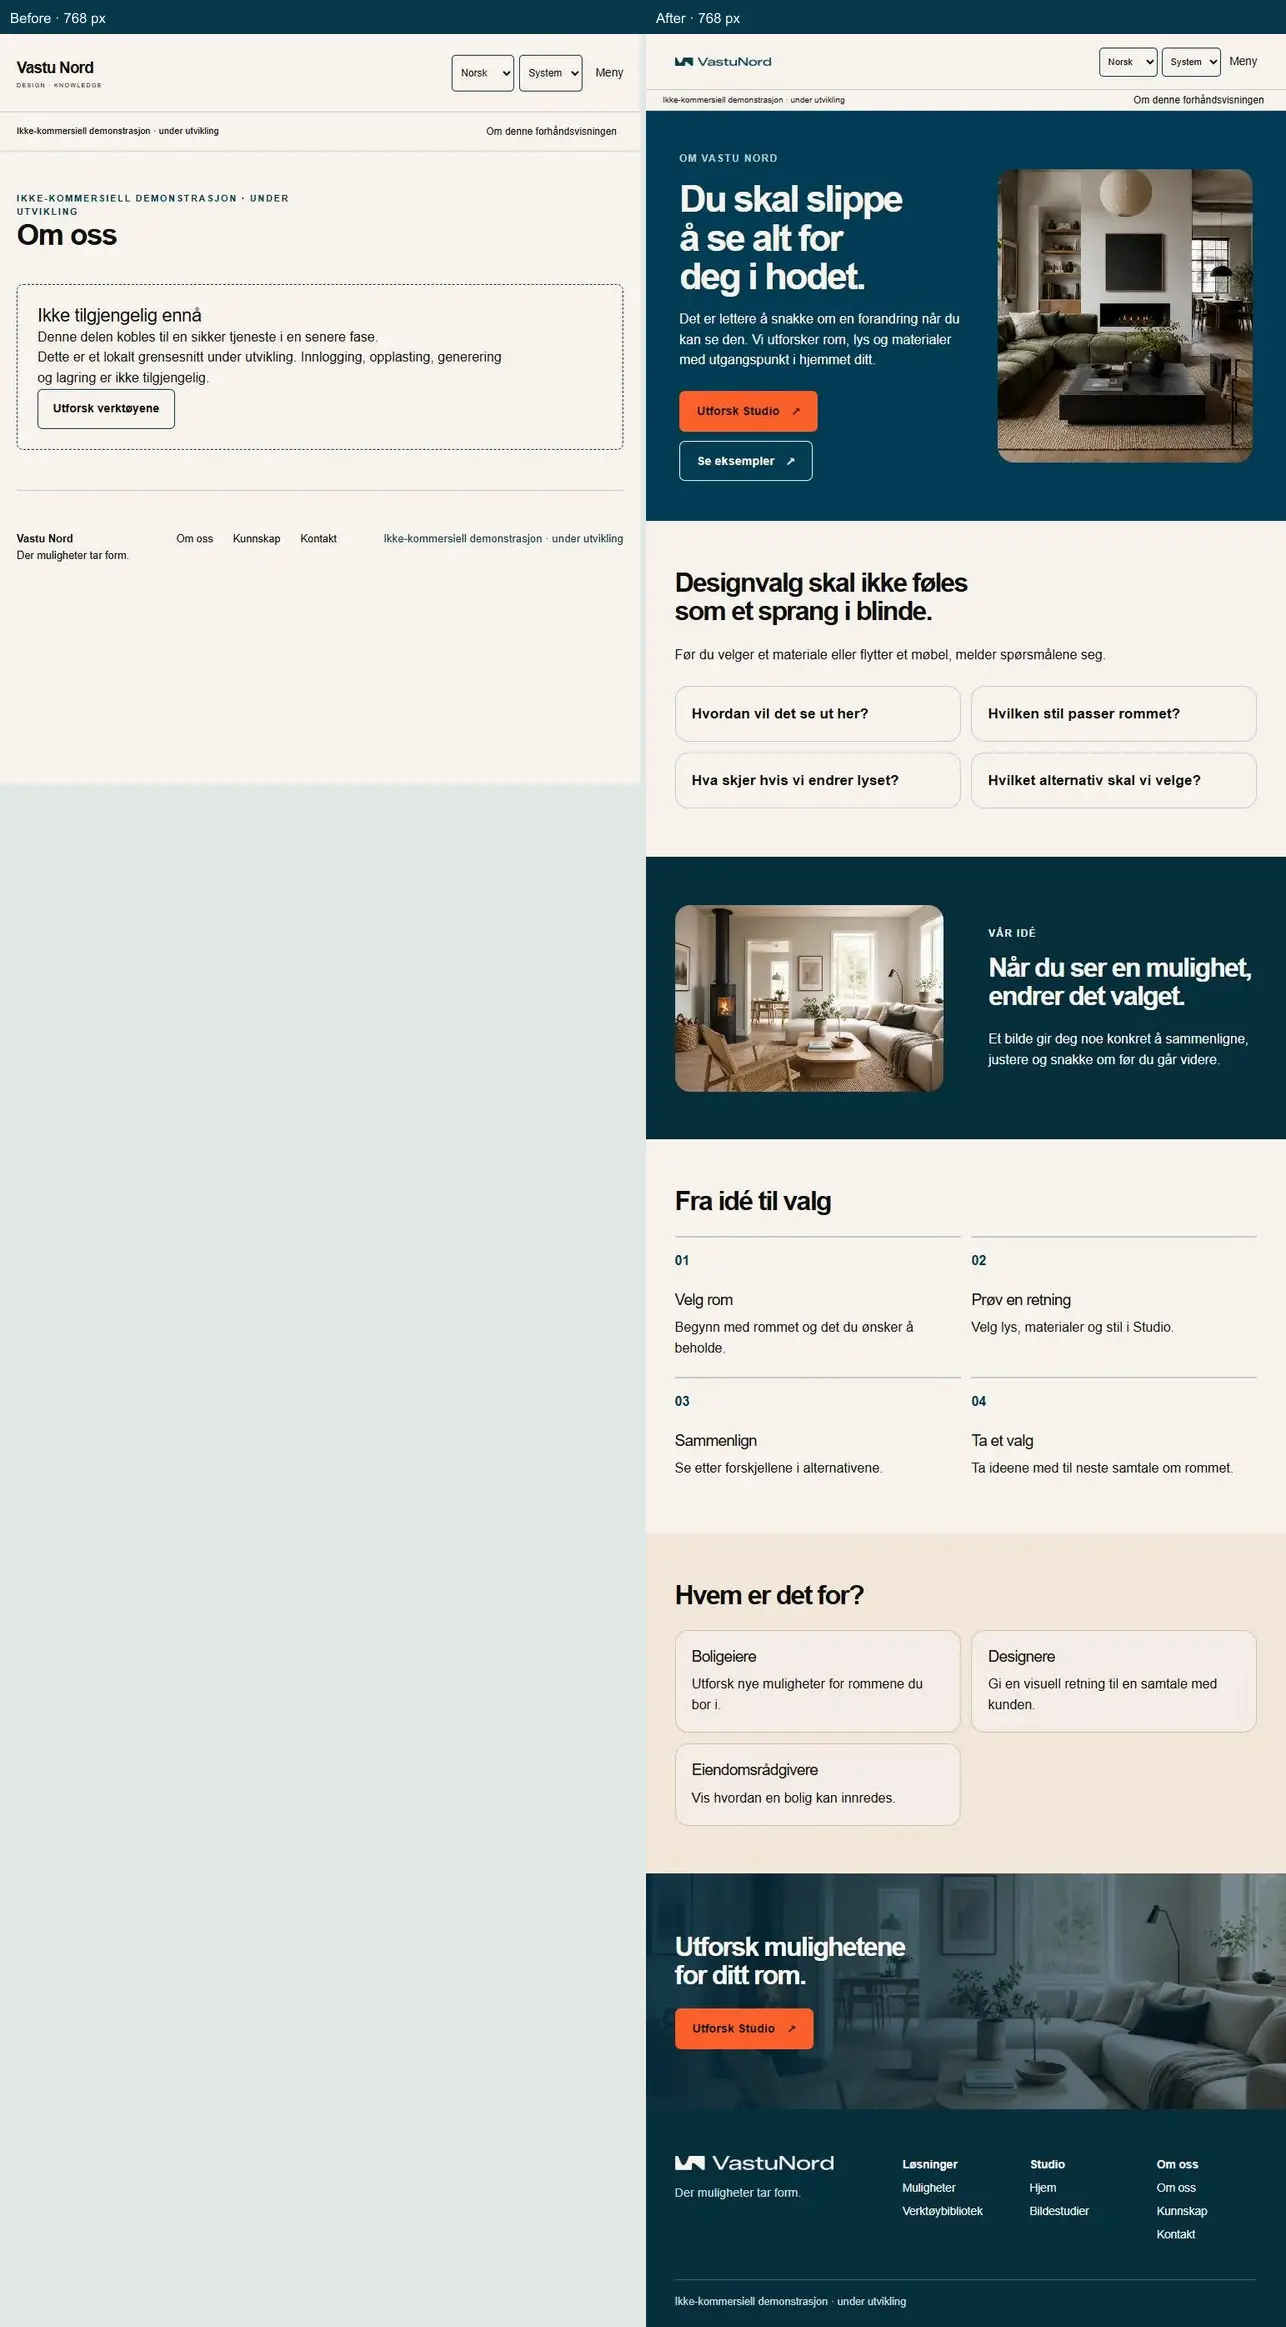 Before · 768 px
Vastu Nord
DESIGN · KNOWLEDGE
Norsk
System
Meny
Ikke-kommersiell demonstrasjon · under utvikling
Om denne forhåndsvisningen
IKKE-KOMMERSIELL DEMONSTRASJON · UNDER
UTVIKLING
Om oss
Ikke tilgjengelig ennå
Denne delen kobles til en sikker tjeneste i en senere fase.
Dette er et lokalt grensesnitt under utvikling. Innlogging, opplasting, generering
og lagring er ikke tilgjengelig.
Utforsk verktøyene
Vastu Nord
Der muligheter tar form.
Om oss
Kunnskap
Kontakt
Ikke-kommersiell demonstrasjon · under utvikling
After · 768 px
VastuNord
Norsk
System
Meny
Ikke-kommersiell demonstrasjon · under utvikling
Om denne forhåndsvisningen
OM VASTU NORD
Du skal slippe
å se alt for
deg i hodet.
Det er lettere å snakke om en forandring når du
kan se den. Vi utforsker rom, lys og materialer
med utgangspunkt i hjemmet ditt.
Utforsk Studio ↗
Se eksempler ↗
Designvalg skal ikke føles
som et sprang i blinde.
Før du velger et materiale eller flytter et møbel, melder spørsmålene seg.
Hvordan vil det se ut her?
Hvilken stil passer rommet?
Hva skjer hvis vi endrer lyset?
Hvilket alternativ skal vi velge?
VÅR IDÉ
Når du ser en mulighet,
endrer det valget.
Et bilde gir deg noe konkret å sammenligne,
justere og snakke om før du går videre.
Fra idé til valg
01
Velg rom
Begynn med rommet og det du ønsker å
beholde.
02
Prøv en retning
Velg lys, materialer og stil i Studio.
03
Sammenlign
Se etter forskjellene i alternativene.
04
Ta et valg
Ta ideene med til neste samtale om rommet.
Hvem er det for?
Boligeiere
Utforsk nye muligheter for rommene du
bor i.
Designere
Gi en visuell retning til en samtale med
kunden.
Eiendomsrådgivere
Vis hvordan en bolig kan innredes.
Utforsk mulighetene
for ditt rom.
Utforsk Studio ↗
VastuNord
Der muligheter tar form.
Løsninger
Muligheter
Verktøybibliotek
Studio
Hjem
Bildestudier
Om oss
Om oss
Kunnskap
Kontakt
Ikke-kommersiell demonstrasjon · under utvikling